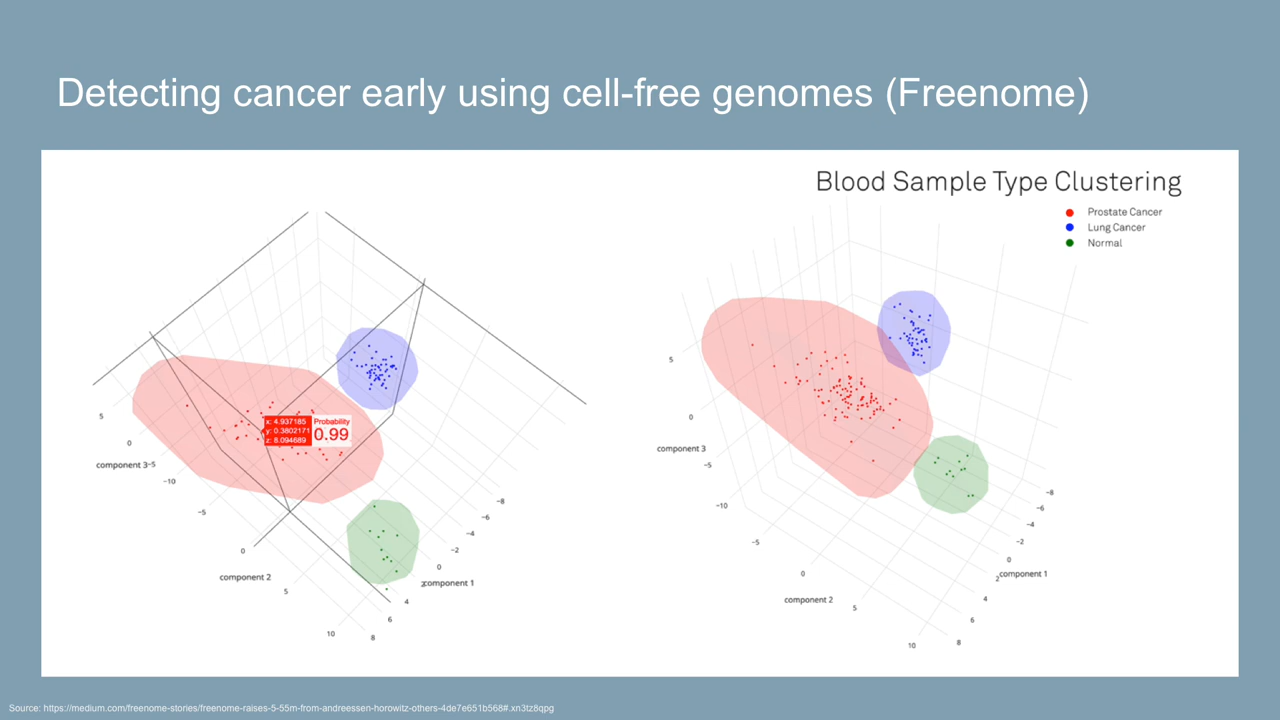 Detecting cancer early using cell-free genomes (Freenome)
Blood Sample Type Clustering
Prostate Cancer
Lung Cancer
Normal
x: 4.937185
y: 0.3802171
z: 8.094689
Probability
0.99
5
0
component 3
−5
−10
−5
0
component 2
5
10
−8
−6
−4
−2
0
2
component 1
4
6
8
5
0
component 3
−5
−10
−5
0
component 2
5
10
−8
−6
−4
−2
0
2
component 1
4
6
8
Source: https://medium.com/freenome-stories/freenome-raises-5-55m-from-andreessen-horowitz-others-4de7e651b568#.xn3tz8qpg